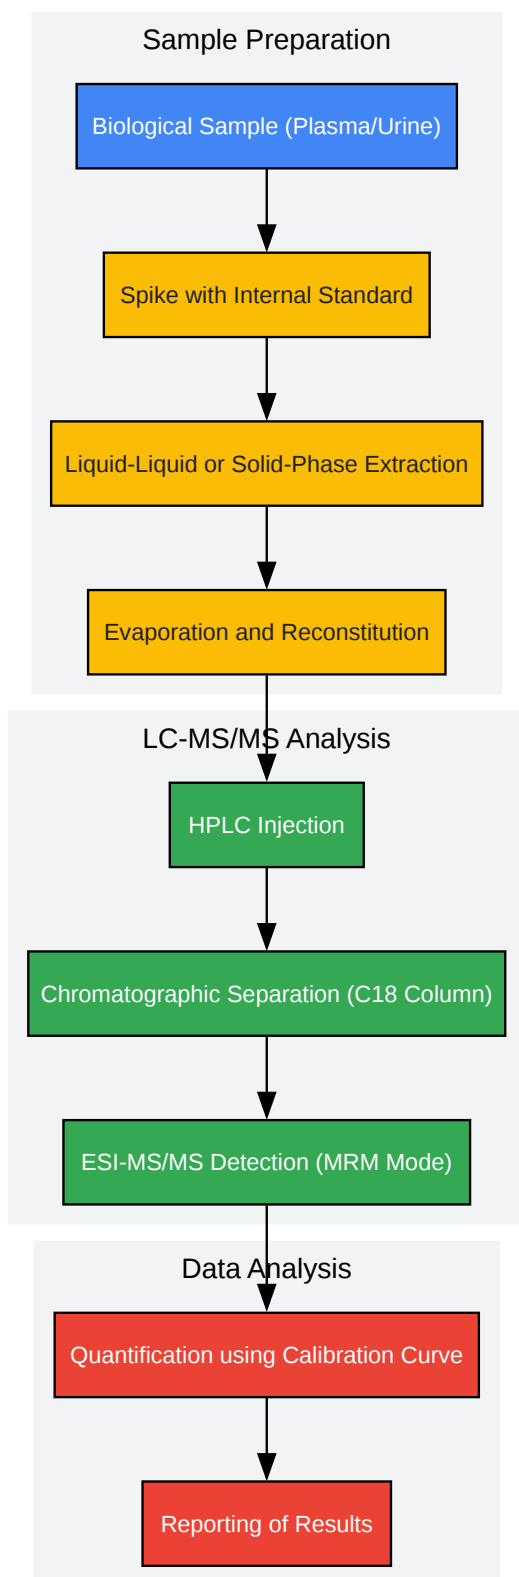 Sample Preparation
Biological Sample (Plasma/Urine)
Spike with Internal Standard
Liquid-Liquid or Solid-Phase Extraction
Evaporation and Reconstitution
LC-MS/MS Analysis
HPLC Injection
Chromatographic Separation (C18 Column)
ESI-MS/MS Detection (MRM Mode)
Data Analysis
Quantification using Calibration Curve
Reporting of Results